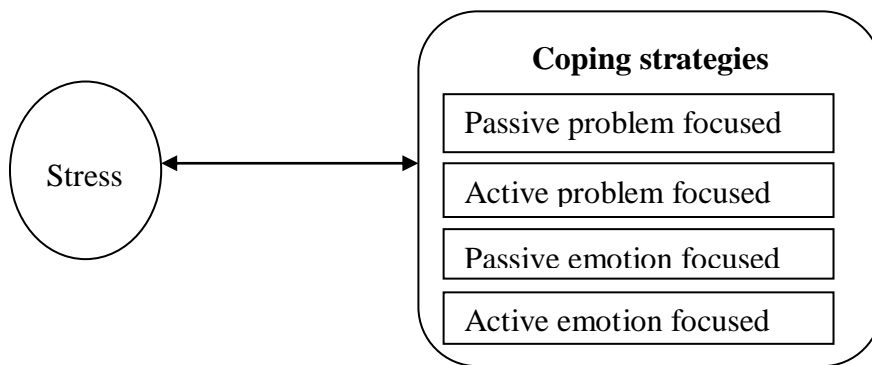 Coping strategies
Passive problem focused
Active problem focused
Stress
Passive emotion focused
Active emotion focused